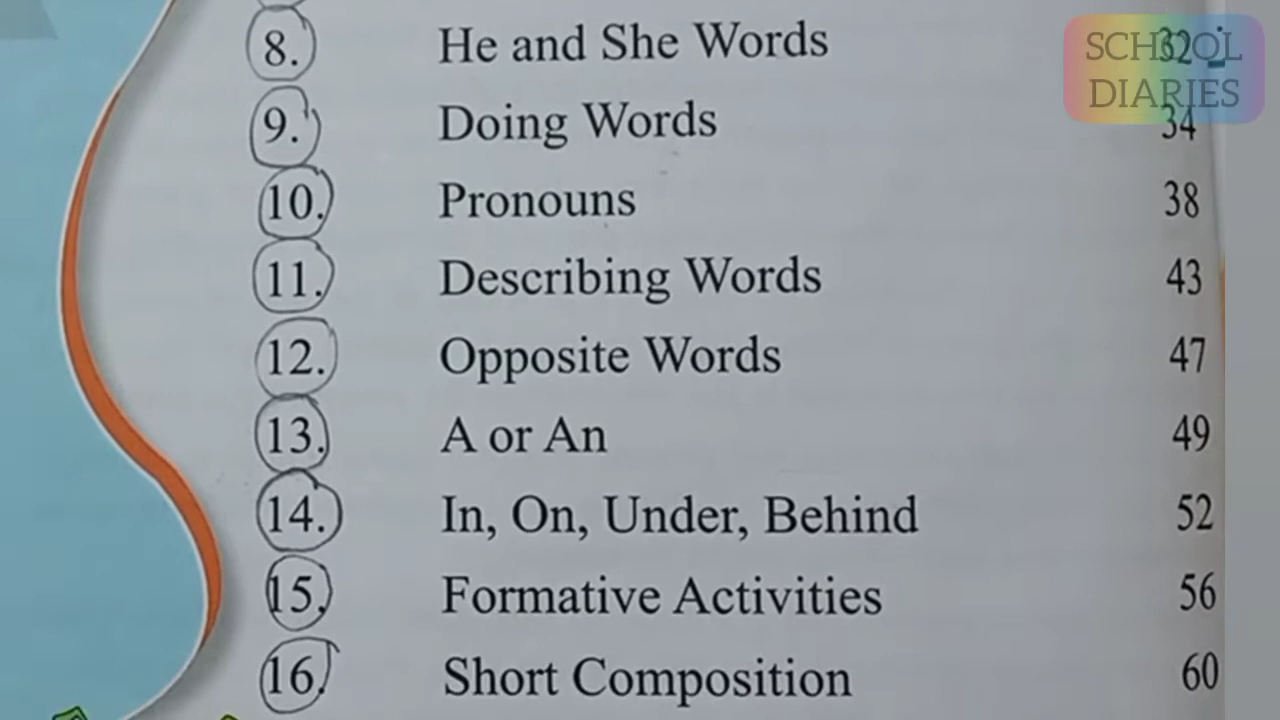 8. He and She Words 32
SCHOOL
DIARIES
9. Doing Words 34
10. Pronouns 38
11. Describing Words 43
12. Opposite Words 47
13. A or An 49
14. In, On, Under, Behind 52
15. Formative Activities 56
16. Short Composition 60